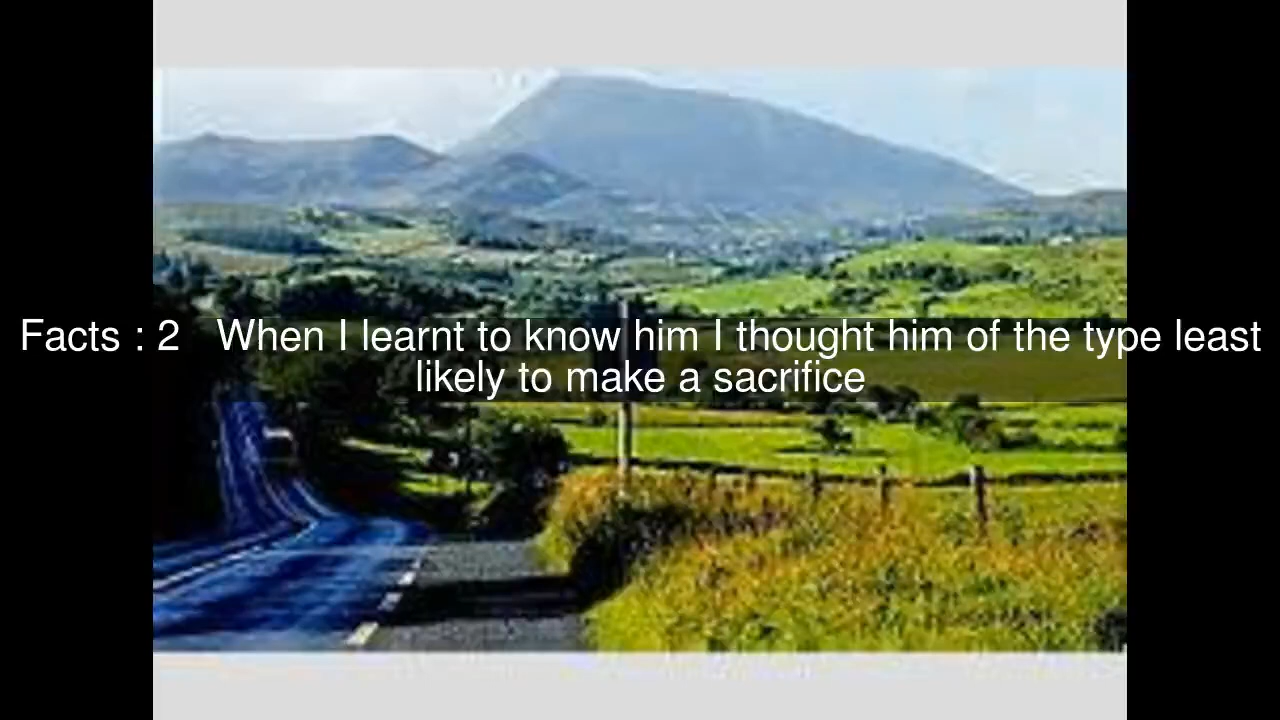 Facts : 2   When I learnt to know him I thought him of the type least
likely to make a sacrifice